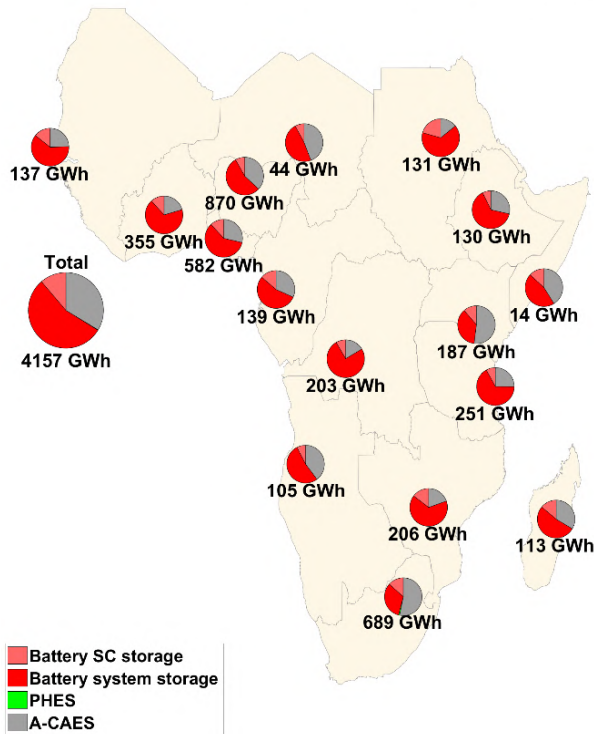 137 GWh
44 GWh
131 GWh
870 GWh
130 GWh
355 GWh
582 GWh
Total
4157 GWh
139 GWh
14 GWh
187 GWh
203 GWh
251 GWh
105 GWh
206 GWh
113 GWh
689 GWh
Battery SC storage
Battery system storage
PHES
A-CAES